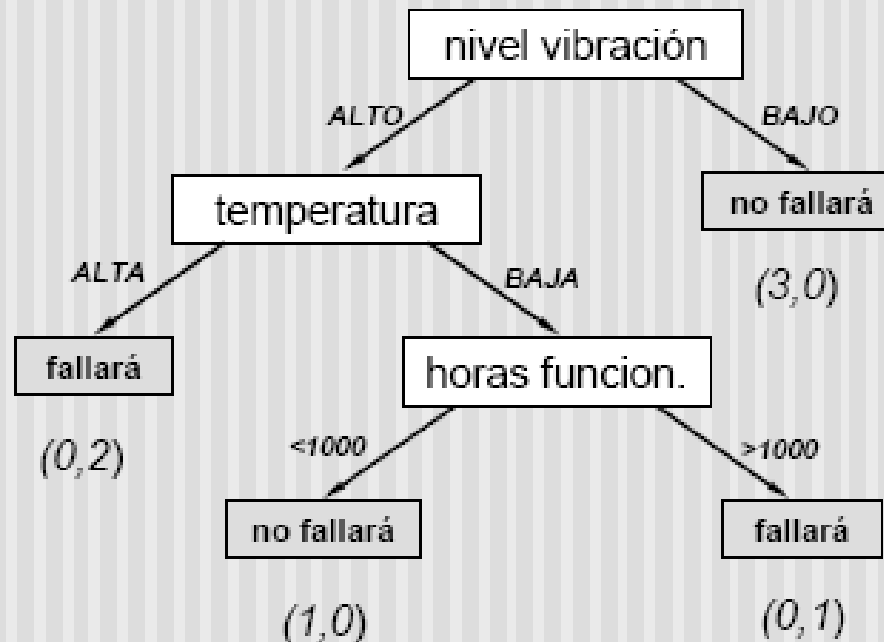 nivel vibración
ALTO
BAJO
temperatura
no fallará
ALTA
BAJA
(3,0)
fallará
horas funcion.
(0,2)
<1000
>1000
no fallará
fallará
(1,0)
(0,1)